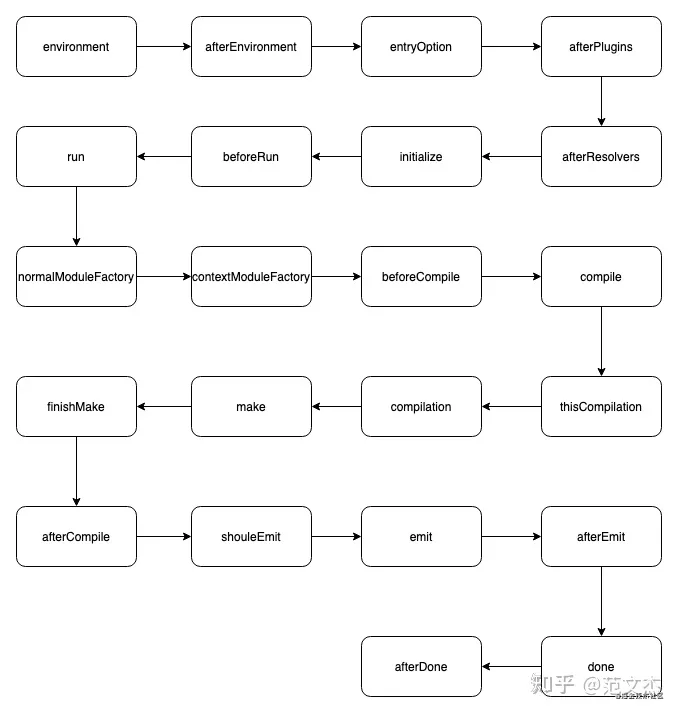 environment
afterEnvironment
entryOption
afterPlugins
afterResolvers
initialize
beforeRun
run
normalModuleFactory
contextModuleFactory
beforeCompile
compile
thisCompilation
compilation
make
finishMake
afterCompile
shouleEmit
emit
afterEmit
done
afterDone
知乎 @范文杰